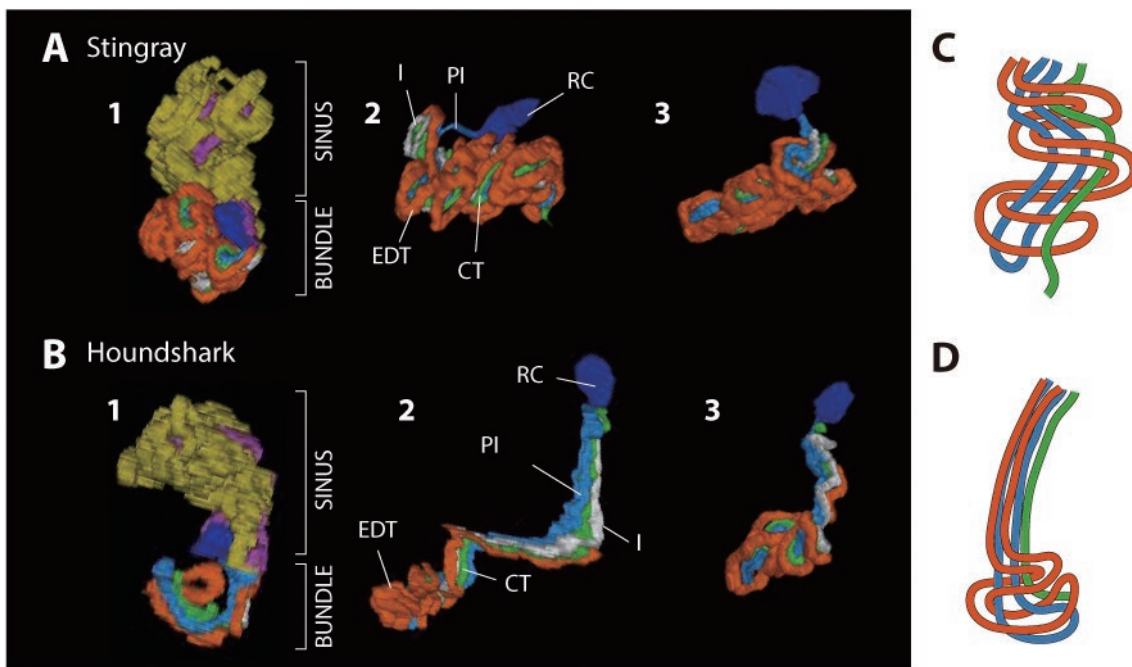 A Stingray
1
SINUS
BUNDLE
2
I
PI
RC
EDT
CT
3
B Houndshark
1
SINUS
BUNDLE
2
RC
PI
EDT
I
CT
3
C
D